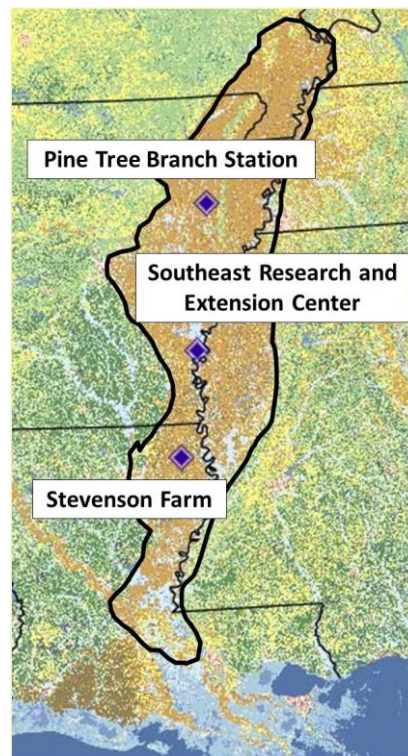 Pine Tree Branch Station
Southeast Research and
Extension Center
Stevenson Farm